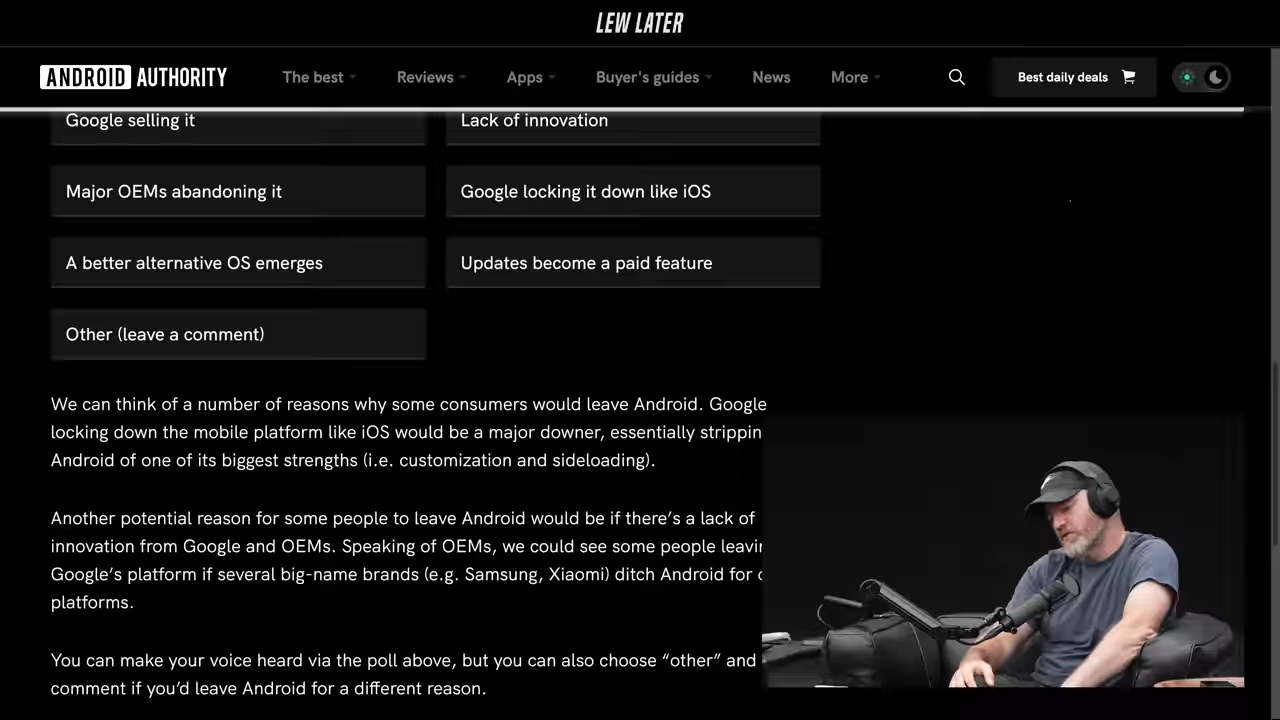 LEW LATER
ANDROID AUTHORITY
The best
Reviews
Apps
Buyer's guides
News
More
Best daily deals
Google selling it
Lack of innovation
Major OEMs abandoning it
Google locking it down like iOS
A better alternative OS emerges
Updates become a paid feature
Other (leave a comment)
We can think of a number of reasons why some consumers would leave Android. Google
locking down the mobile platform like iOS would be a major downer, essentially strippin
Android of one of its biggest strengths (i.e. customization and sideloading).
Another potential reason for some people to leave Android would be if there’s a lack of
innovation from Google and OEMs. Speaking of OEMs, we could see some people leavin
Google’s platform if several big-name brands (e.g. Samsung, Xiaomi) ditch Android for
platforms.
You can make your voice heard via the poll above, but you can also choose “other” and
comment if you’d leave Android for a different reason.